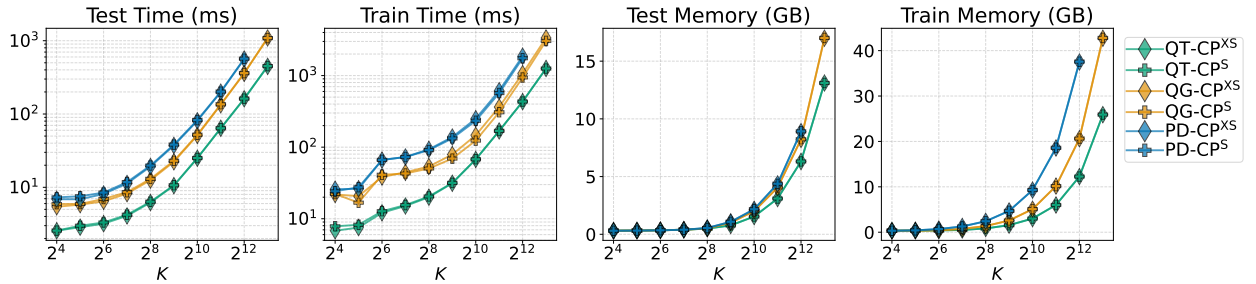 Test Time (ms)
10³
10²
10¹
2⁴ 2⁶ 2⁸ 2¹⁰ 2¹²
K
Train Time (ms)
10³
10²
10¹
2⁴ 2⁶ 2⁸ 2¹⁰ 2¹²
K
Test Memory (GB)
15
10
5
0
2⁴ 2⁶ 2⁸ 2¹⁰ 2¹²
K
Train Memory (GB)
40
30
20
10
0
2⁴ 2⁶ 2⁸ 2¹⁰ 2¹²
K
QT-CP^XS
QT-CP^S
QG-CP^XS
QG-CP^S
PD-CP^XS
PD-CP^S